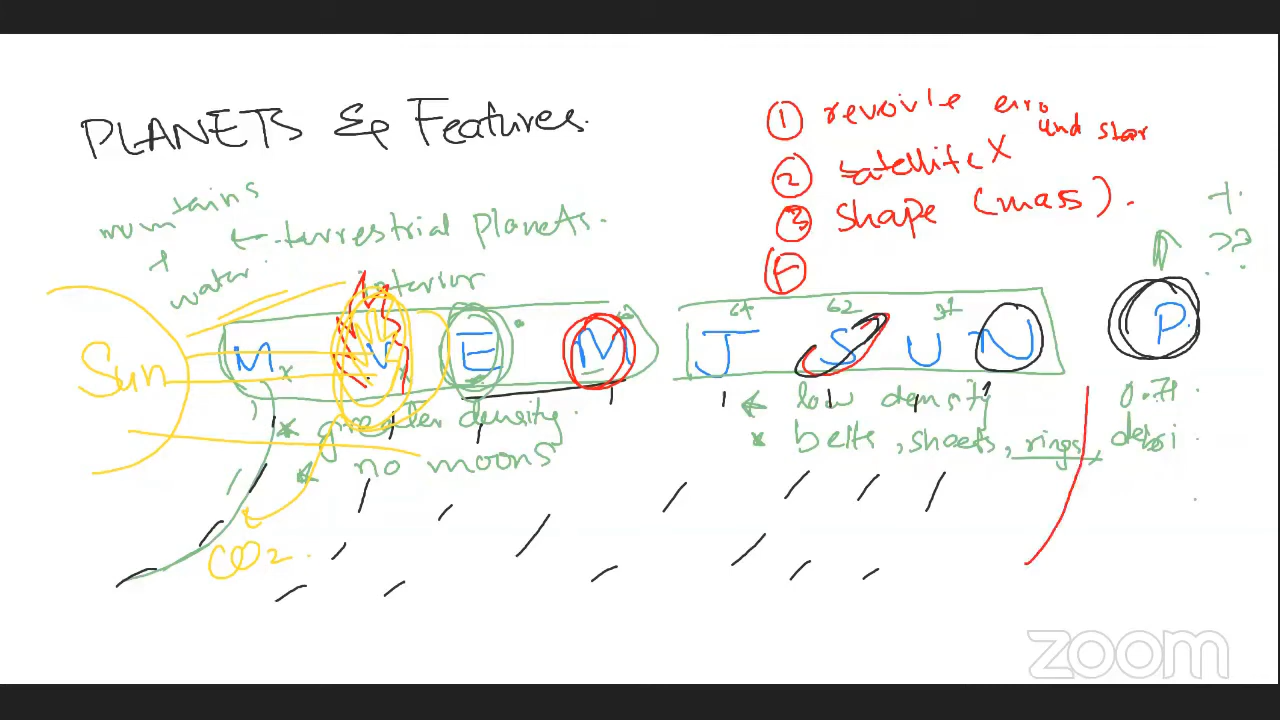 PLANETS & Features.
① revolve around star
② satellite X
③ shape (mass).
④
mountains + water. ← terrestrial planets.
interior
Sun M V E M J 64 S 62 U N P
x x
* greater density.
* no moons
← low density
* belts, sheets, rings, debri
0.71
+ ??
CO2.
zoom